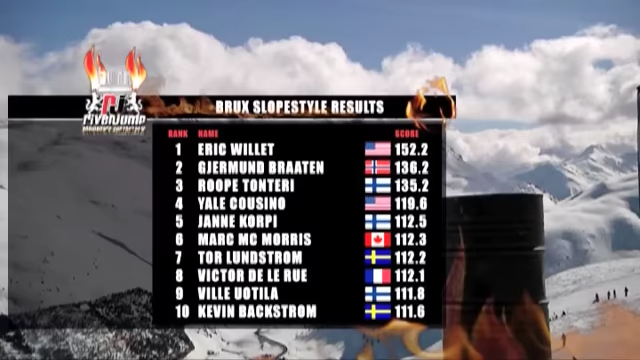 BRUX SLOPESTYLE RESULTS
PJ
riverjump
RANK NAME SCORE
1 ERIC WILLET 152.2
2 GJERMUND BRAATEN 136.2
3 ROOPE TONTERI 135.2
4 YALE COUSINO 119.6
5 JANNE KORPI 112.5
6 MARC MC MORRIS 112.3
7 TOR LUNDSTROM 112.2
8 VICTOR DE LE RUE 112.1
9 VILLE UOTILA 111.8
10 KEVIN BACKSTROM 111.6